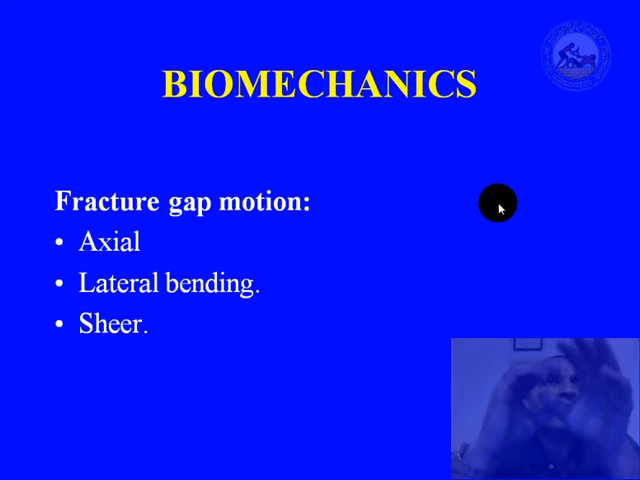 BIOMECHANICS
Fracture gap motion:
• Axial
• Lateral bending.
• Sheer.